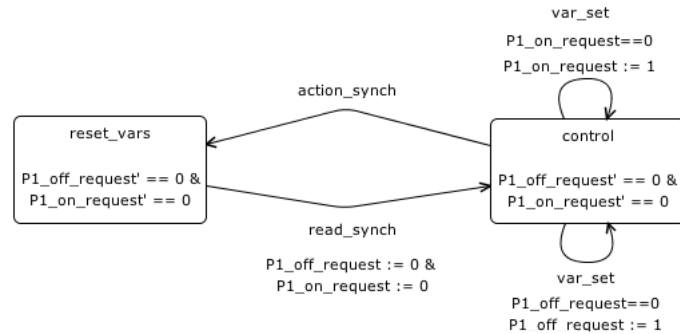 var_set
P1_on_request==0
P1_on_request := 1
action_synch
reset_vars
P1_off_request' == 0 &
P1_on_request' == 0
control
P1_off_request' == 0 &
P1_on_request' == 0
read_synch
P1_off_request := 0 &
P1_on_request := 0
var_set
P1_off_request==0
P1_off_request := 1